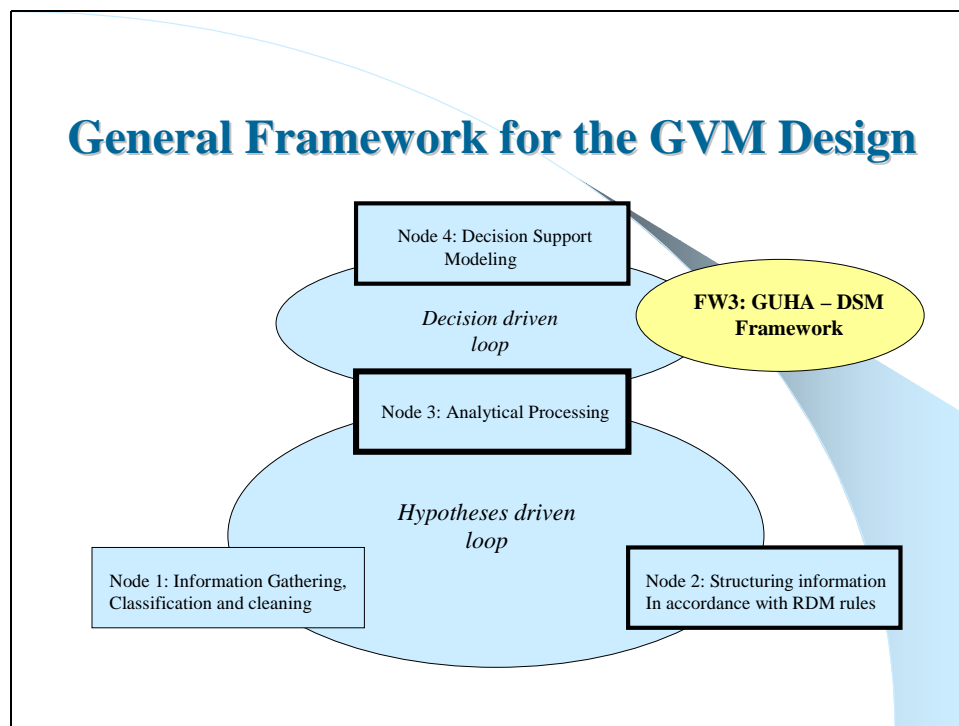 General Framework for the GVM Design
Node 4: Decision Support
Modeling
FW3: GUHA – DSM
Framework
Decision driven
loop
Node 3: Analytical Processing
Hypotheses driven
loop
Node 1: Information Gathering,
Classification and cleaning
Node 2: Structuring information
In accordance with RDM rules